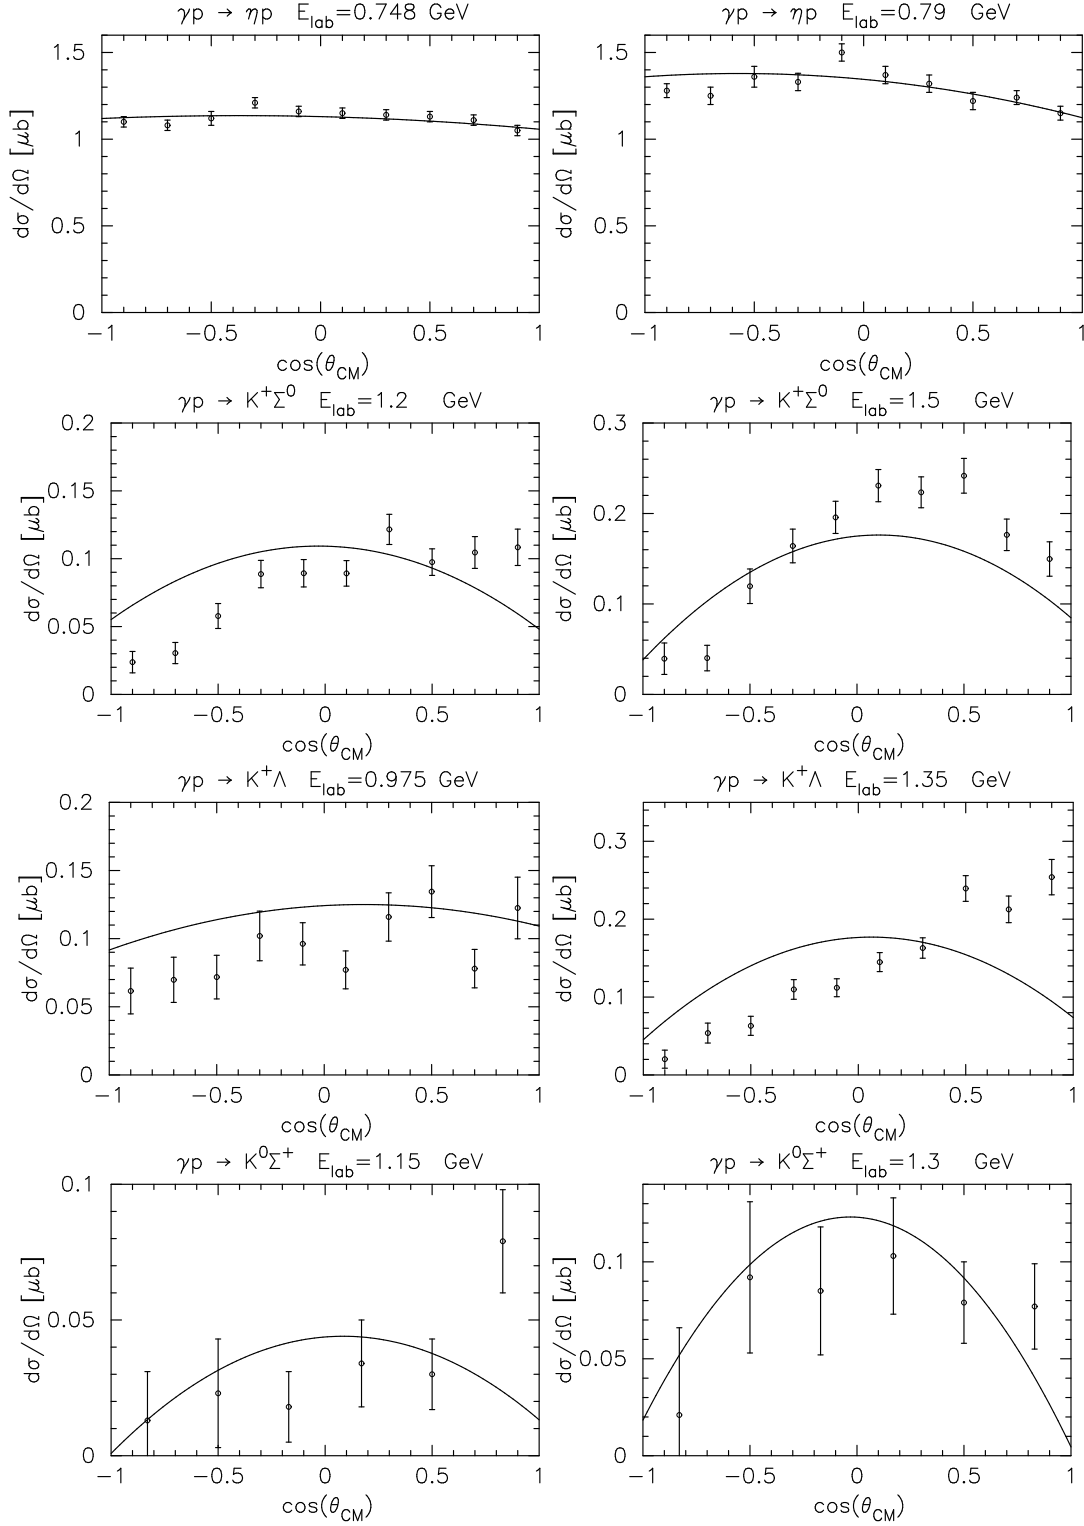 γp → ηp E_lab=0.748 GeV
γp → ηp E_lab=0.79 GeV
dσ/dΩ [μb]
1.5
1
0.5
0
dσ/dΩ [μb]
1.5
1
0.5
0
−1 −0.5 0 0.5 1
−1 −0.5 0 0.5 1
cos(θ_CM)
cos(θ_CM)
γp → K⁺Σ⁰ E_lab=1.2 GeV
γp → K⁺Σ⁰ E_lab=1.5 GeV
dσ/dΩ [μb]
0.2
0.15
0.1
0.05
0
dσ/dΩ [μb]
0.3
0.2
0.1
0
−1 −0.5 0 0.5 1
−1 −0.5 0 0.5 1
cos(θ_CM)
cos(θ_CM)
γp → K⁺Λ E_lab=0.975 GeV
γp → K⁺Λ E_lab=1.35 GeV
dσ/dΩ [μb]
0.2
0.15
0.1
0.05
0
dσ/dΩ [μb]
0.3
0.2
0.1
0
−1 −0.5 0 0.5 1
−1 −0.5 0 0.5 1
cos(θ_CM)
cos(θ_CM)
γp → K⁰Σ⁺ E_lab=1.15 GeV
γp → K⁰Σ⁺ E_lab=1.3 GeV
dσ/dΩ [μb]
0.1
0.05
0
dσ/dΩ [μb]
0.1
0.05
0
−1 −0.5 0 0.5 1
−1 −0.5 0 0.5 1
cos(θ_CM)
cos(θ_CM)